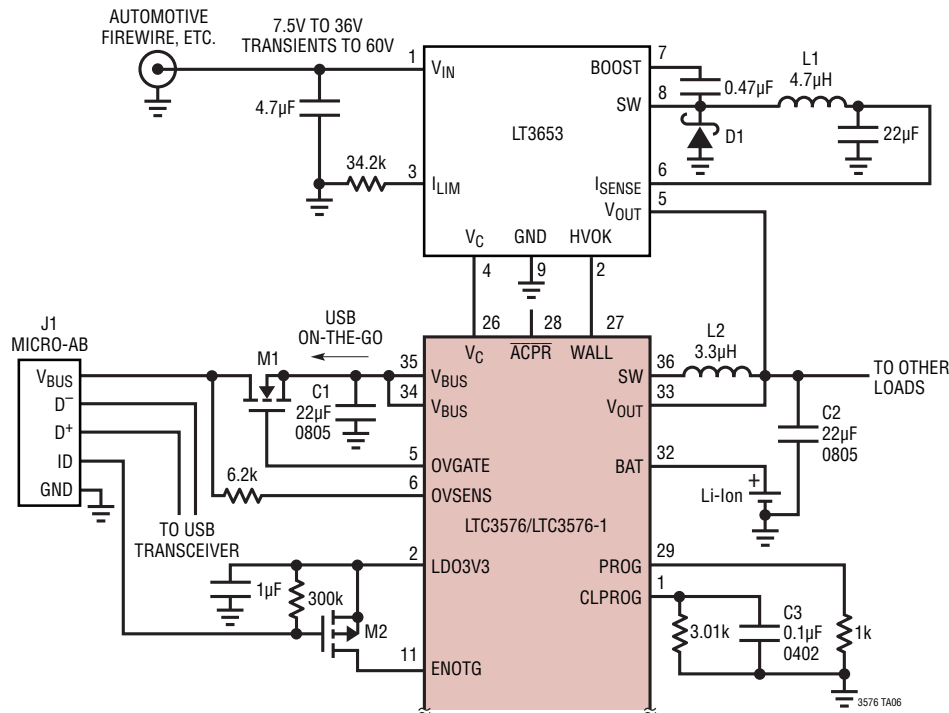 AUTOMOTIVE
FIREWIRE, ETC.
7.5V TO 36V
TRANSIENTS TO 60V
4.7µF
34.2k
1
VIN
3
ILIM
LT3653
BOOST
7
0.47µF
SW
8
D1
L1
4.7µH
22µF
ISENSE
6
VOUT
5
VC
GND
HVOK
4
9
2
26
28
27
VC
ACPR
WALL
J1
MICRO-AB
VBUS
D−
D+
ID
GND
TO USB
TRANSCEIVER
USB
ON-THE-GO
M1
C1
22µF
0805
35
VBUS
34
VBUS
5
OVGATE
6.2k
6
OVSENS
LTC3576/LTC3576-1
2
LDO3V3
1µF
300k
M2
11
ENOTG
SW
36
L2
3.3µH
VOUT
33
TO OTHER
LOADS
C2
22µF
0805
BAT
32
Li-Ion
+
PROG
29
CLPROG
1
3.01k
C3
0.1µF
0402
1k
3576 TA06